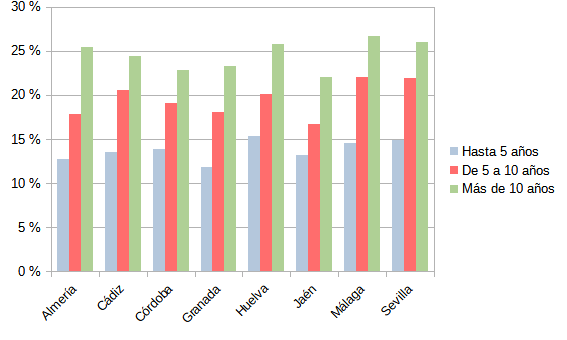 30 %
25 %
20 %
15 %
10 %
5 %
0 %
Almería
Cádiz
Córdoba
Granada
Huelva
Jaén
Málaga
Sevilla
Hasta 5 años
De 5 a 10 años
Más de 10 años